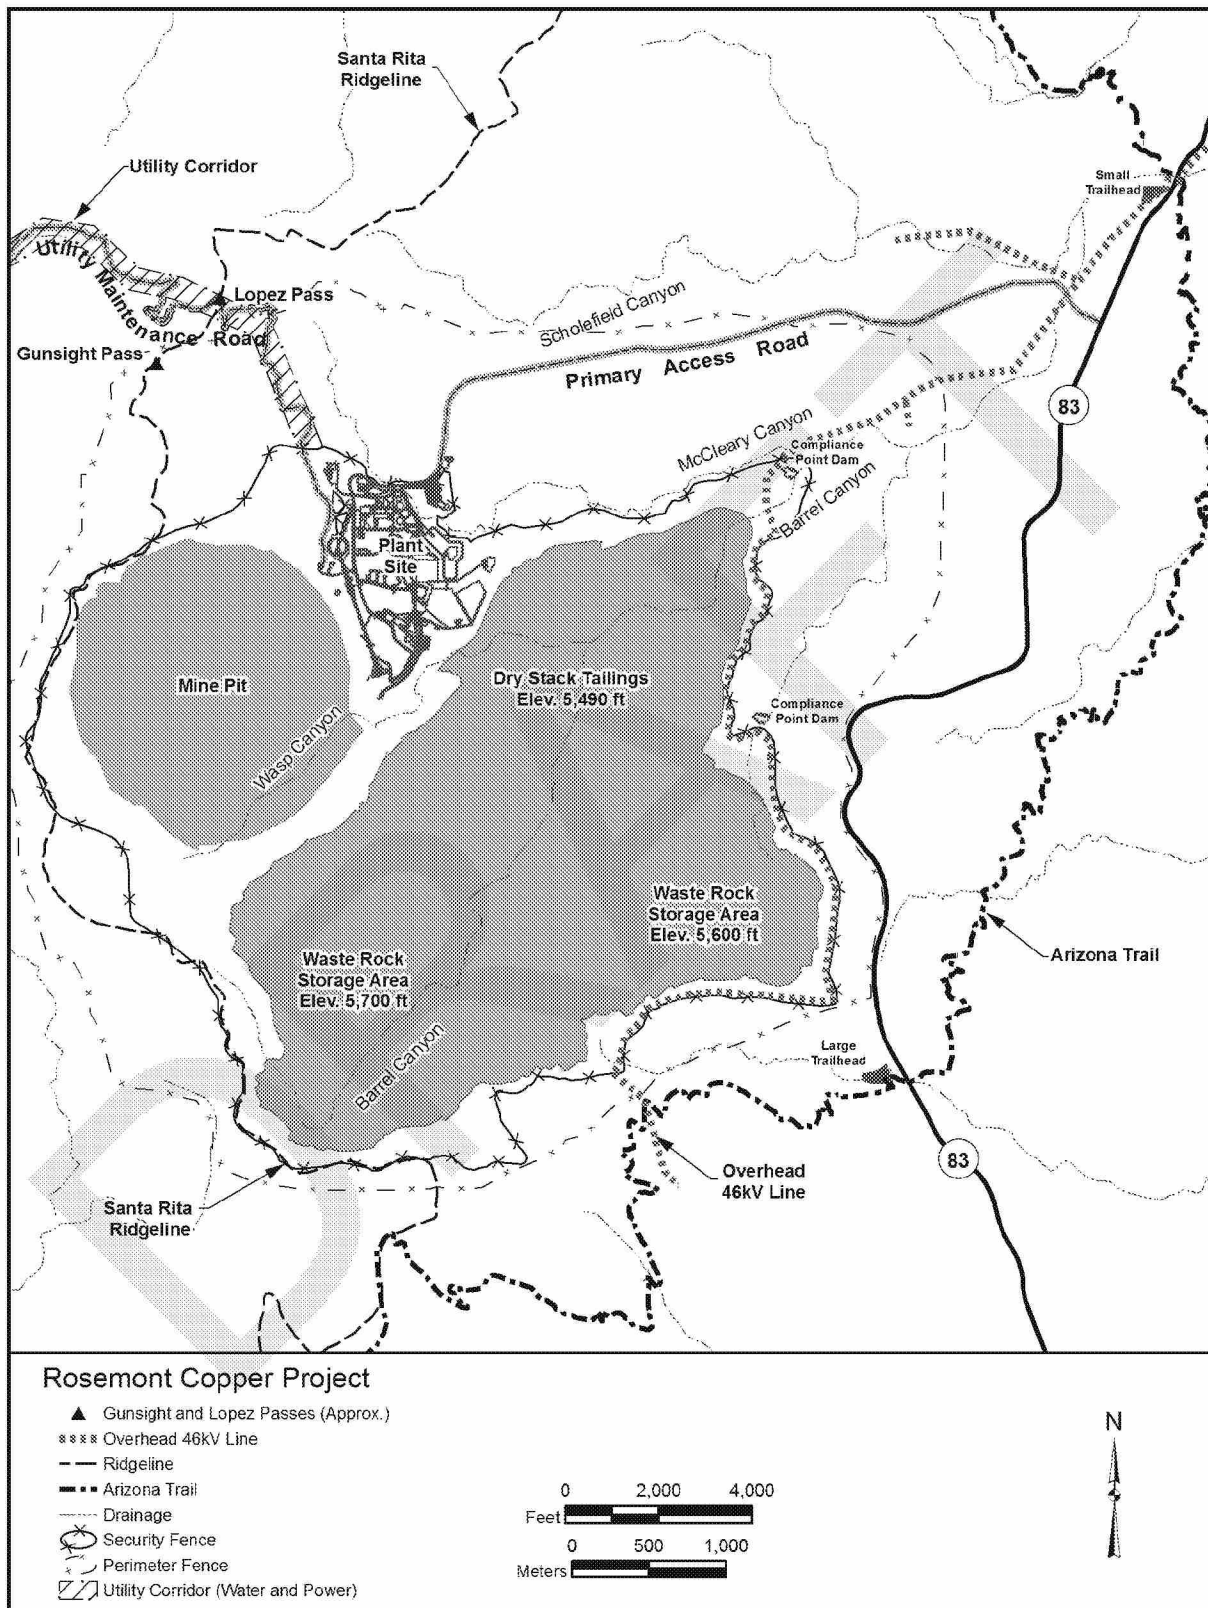 Santa Rita
Ridgeline
Utility Corridor
Small
Trailhead
Utility Maintenance Road
Lopez Pass
Scholefield Canyon
Gunsight Pass
Primary Access Road
83
McCleary Canyon
Compliance
Point Dam
Barrel Canyon
Plant
Site
Mine Pit
Dry Stack Tailings
Elev. 5,490 ft
Compliance
Point Dam
Wasp Canyon
Waste Rock
Storage Area
Elev. 5,600 ft
Waste Rock
Storage Area
Elev. 5,700 ft
Arizona Trail
Barrel Canyon
Large
Trailhead
83
Overhead
46kV Line
Santa Rita
Ridgeline
DRAFT
Rosemont Copper Project
Gunsight and Lopez Passes (Approx.)
Overhead 46kV Line
Ridgeline
Arizona Trail
Drainage
Security Fence
Perimeter Fence
Utility Corridor (Water and Power)
0 2,000 4,000
Feet
0 500 1,000
Meters
N